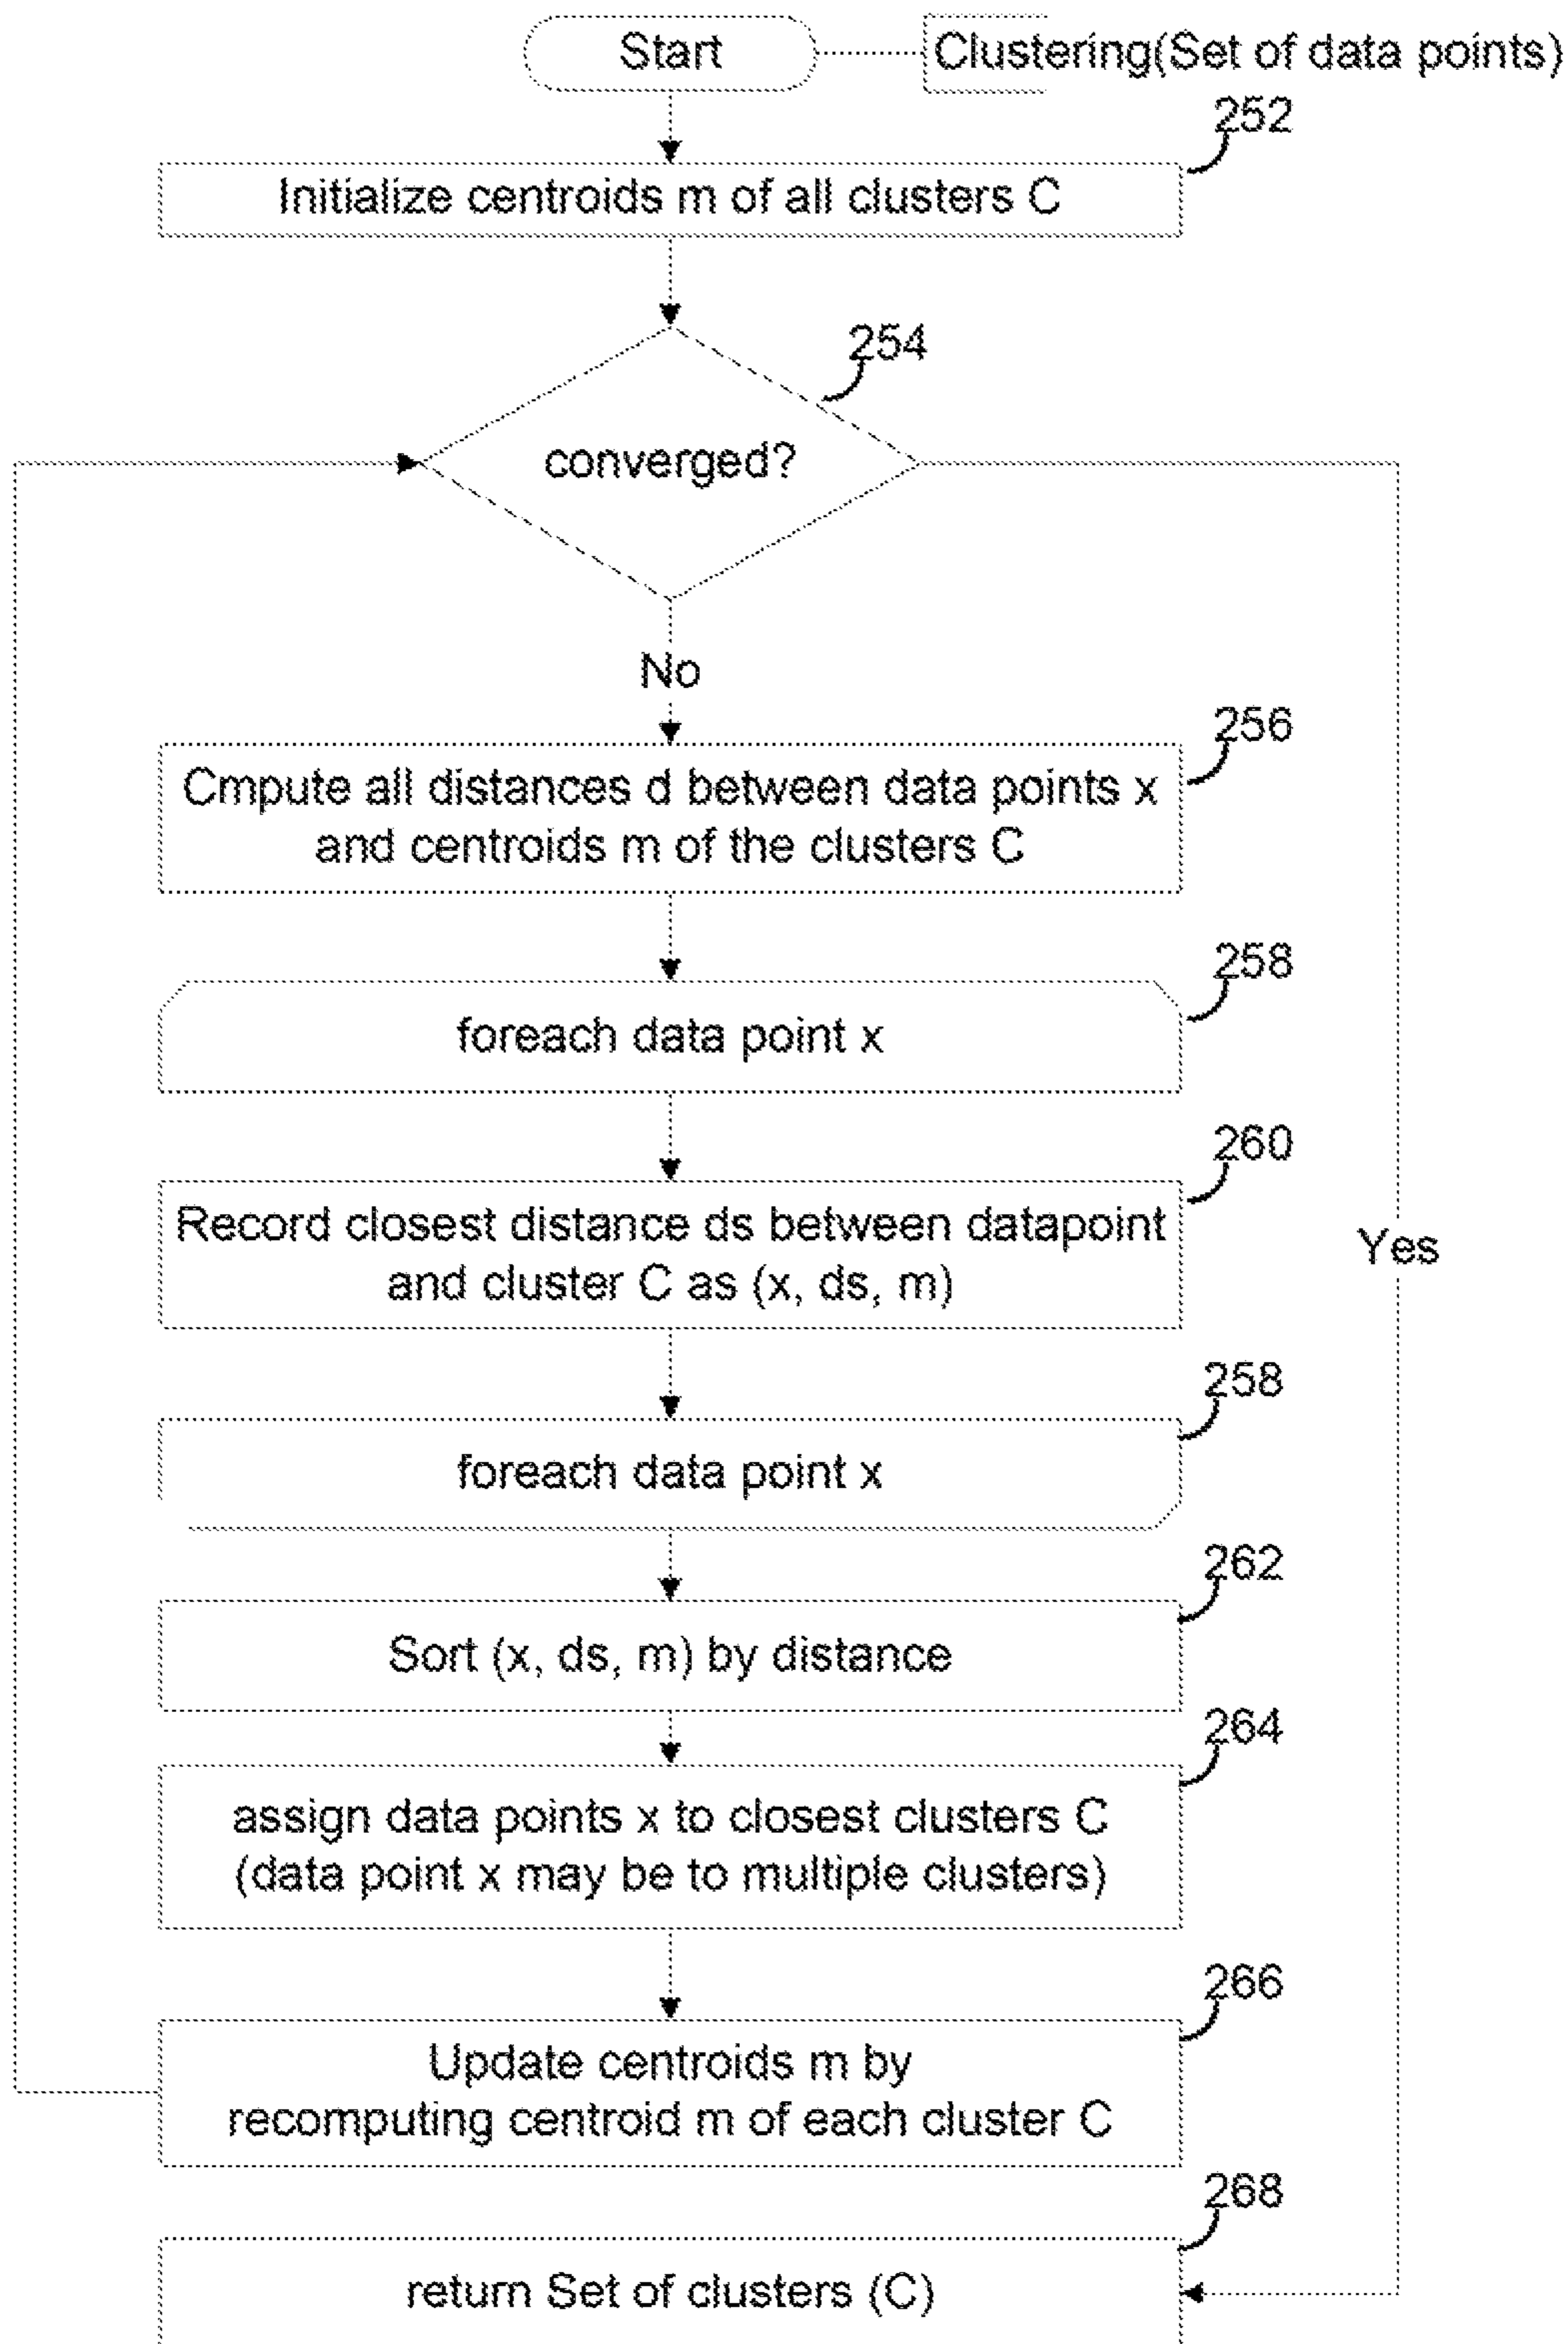 Start
Clustering(Set of data points)
252
Initialize centroids m of all clusters C
254
converged?
No
256
Cmpute all distances d between data points x
and centroids m of the clusters C
258
foreach data point x
260
Record closest distance ds between datapoint
and cluster C as (x, ds, m)
Yes
258
foreach data point x
262
Sort (x, ds, m) by distance
264
assign data points x to closest clusters C
(data point x may be to multiple clusters)
266
Update centroids m by
recomputing centroid m of each cluster C
268
return Set of clusters (C)